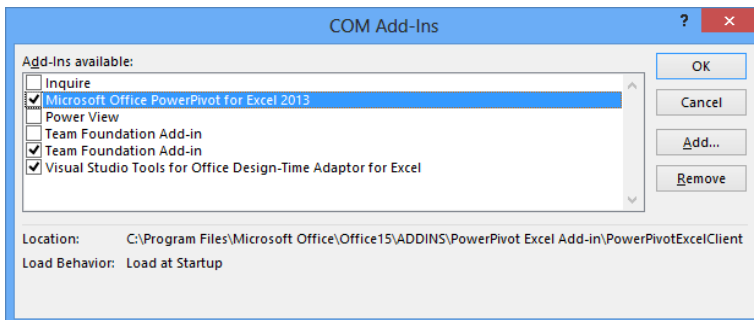 COM Add-Ins
?
×
Add-Ins available:
Inquire
Microsoft Office PowerPivot for Excel 2013
Power View
Team Foundation Add-in
Team Foundation Add-in
Visual Studio Tools for Office Design-Time Adaptor for Excel
OK
Cancel
Add...
Remove
Location: C:\Program Files\Microsoft Office\Office15\ADDINS\PowerPivot Excel Add-in\PowerPivotExcelClient
Load Behavior: Load at Startup